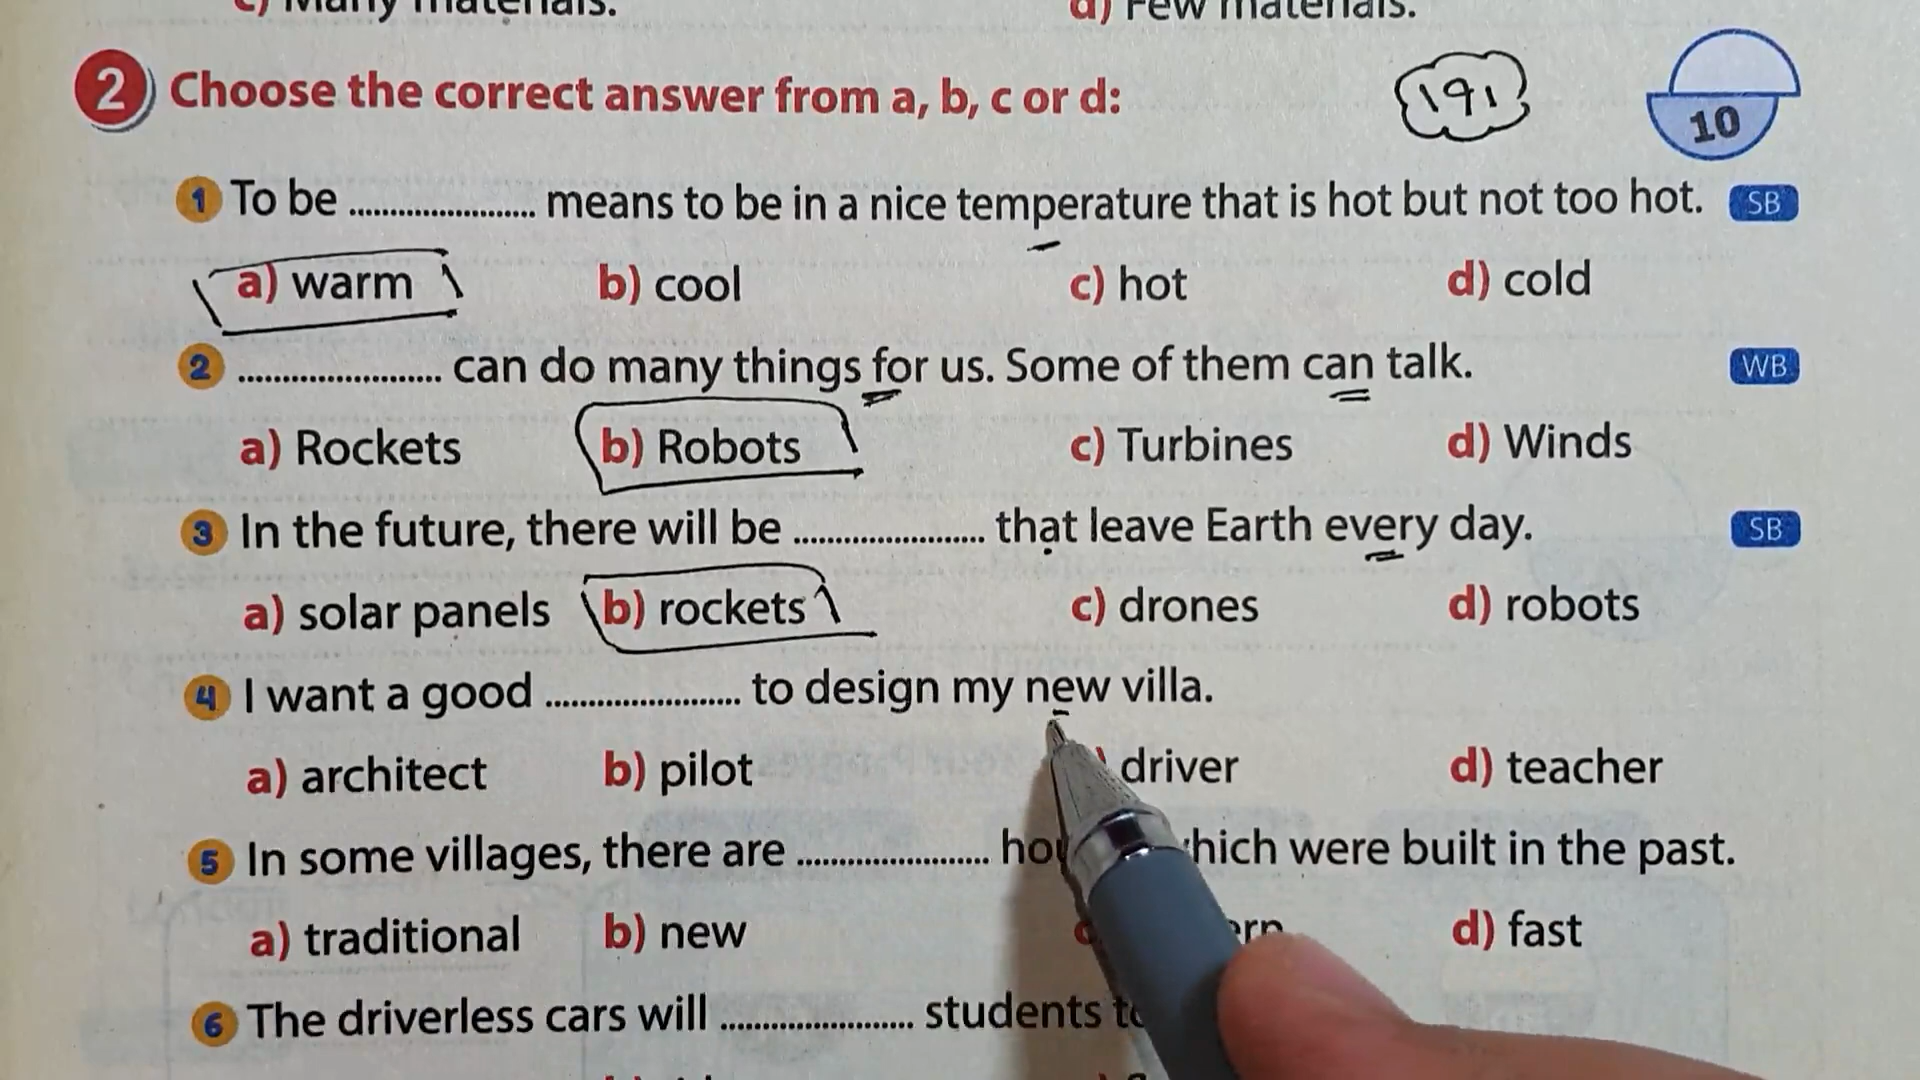 c) Many materials. d) Few materials.
2 Choose the correct answer from a, b, c or d: 191 10
1 To be ...................... means to be in a nice temperature that is hot but not too hot. SB
a) warm b) cool c) hot d) cold
2 ....................... can do many things for us. Some of them can talk. WB
a) Rockets b) Robots c) Turbines d) Winds
3 In the future, there will be ...................... that leave Earth every day. SB
a) solar panels b) rockets c) drones d) robots
4 I want a good ...................... to design my new villa.
a) architect b) pilot ) driver d) teacher
5 In some villages, there are ...................... which were built in the past.
a) traditional b) new d) fast
6 The driverless cars will ...................... students